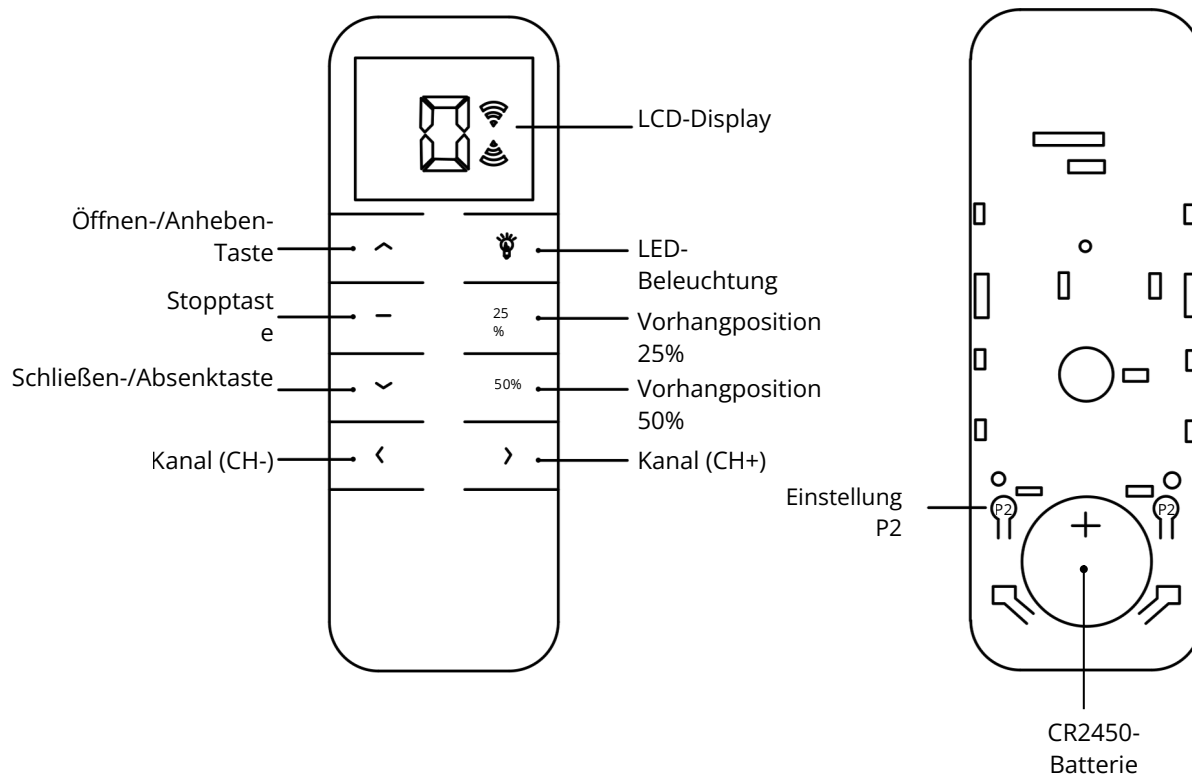 LCD-Display
Öffnen-/Anheben-
Taste
LED-
Beleuchtung
Stopptast
e
25
%
Vorhangposition
25%
Schließen-/Absenktaste
50%
Vorhangposition
50%
Kanal (CH-)
Kanal (CH+)
Einstellung
P2
P2
P2
CR2450-
Batterie